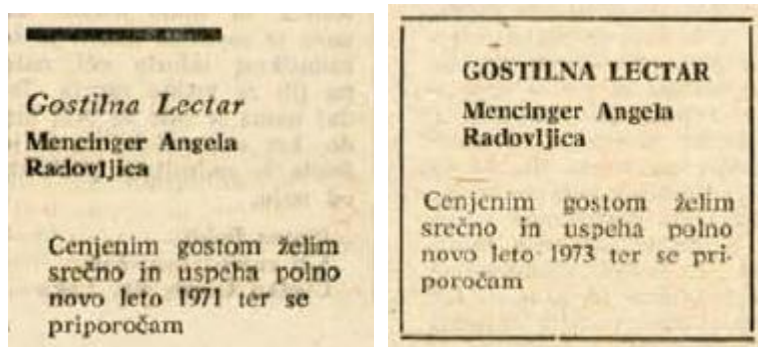 Gostilna Lectar
Mencinger Angela
Radovljica
Cenjenim gostom želim
srečno in uspeha polno
novo leto 1971 ter se
priporočam
GOSTILNA LECTAR
Mencinger Angela
Radovljica
Cenjenim gostom želim
srečno in uspeha polno
novo leto 1973 ter se pri-
poročam